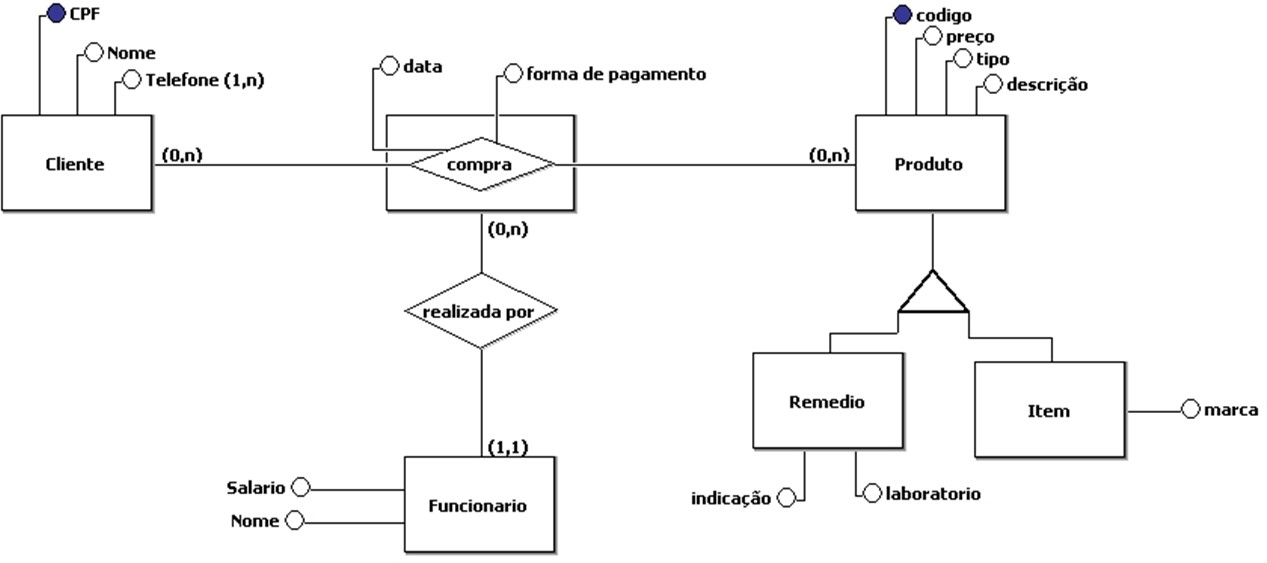 CPF
Nome
Telefone (1,n)
data
forma de pagamento
codigo
preço
tipo
descrição
Cliente
(0,n)
compra
(0,n)
Produto
(0,n)
realizada por
(1,1)
Remedio
Item
marca
Salario
Nome
Funcionario
indicação
laboratorio